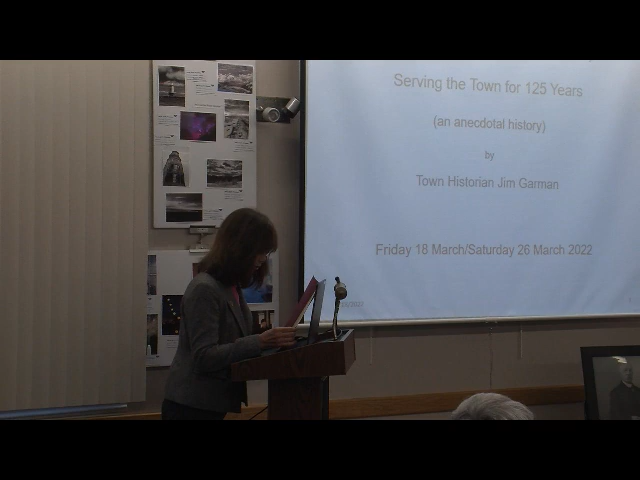 Serving the Town for 125 Years
(an anecdotal history)
by
Town Historian Jim Garman
Friday 18 March/Saturday 26 March 2022